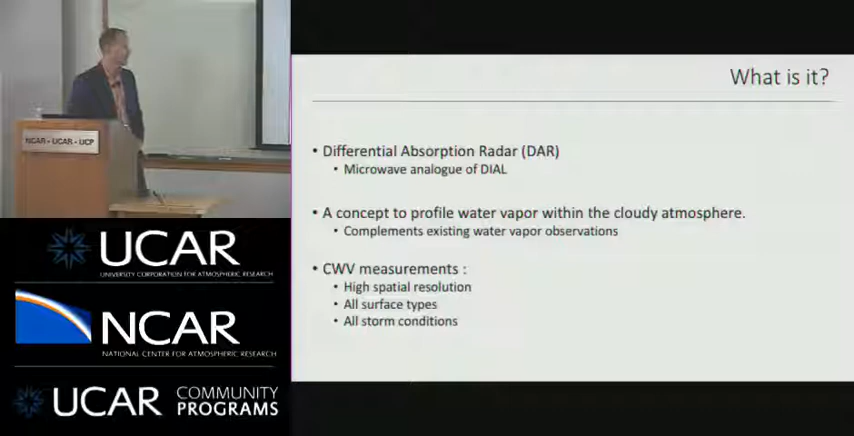 NCAR - UCAR - UCP
UCAR
UNIVERSITY CORPORATION FOR ATMOSPHERIC RESEARCH
NCAR
NATIONAL CENTER FOR ATMOSPHERIC RESEARCH
UCAR COMMUNITY PROGRAMS
What is it?
• Differential Absorption Radar (DAR)
• Microwave analogue of DIAL
• A concept to profile water vapor within the cloudy atmosphere.
• Complements existing water vapor observations
• CWV measurements :
• High spatial resolution
• All surface types
• All storm conditions